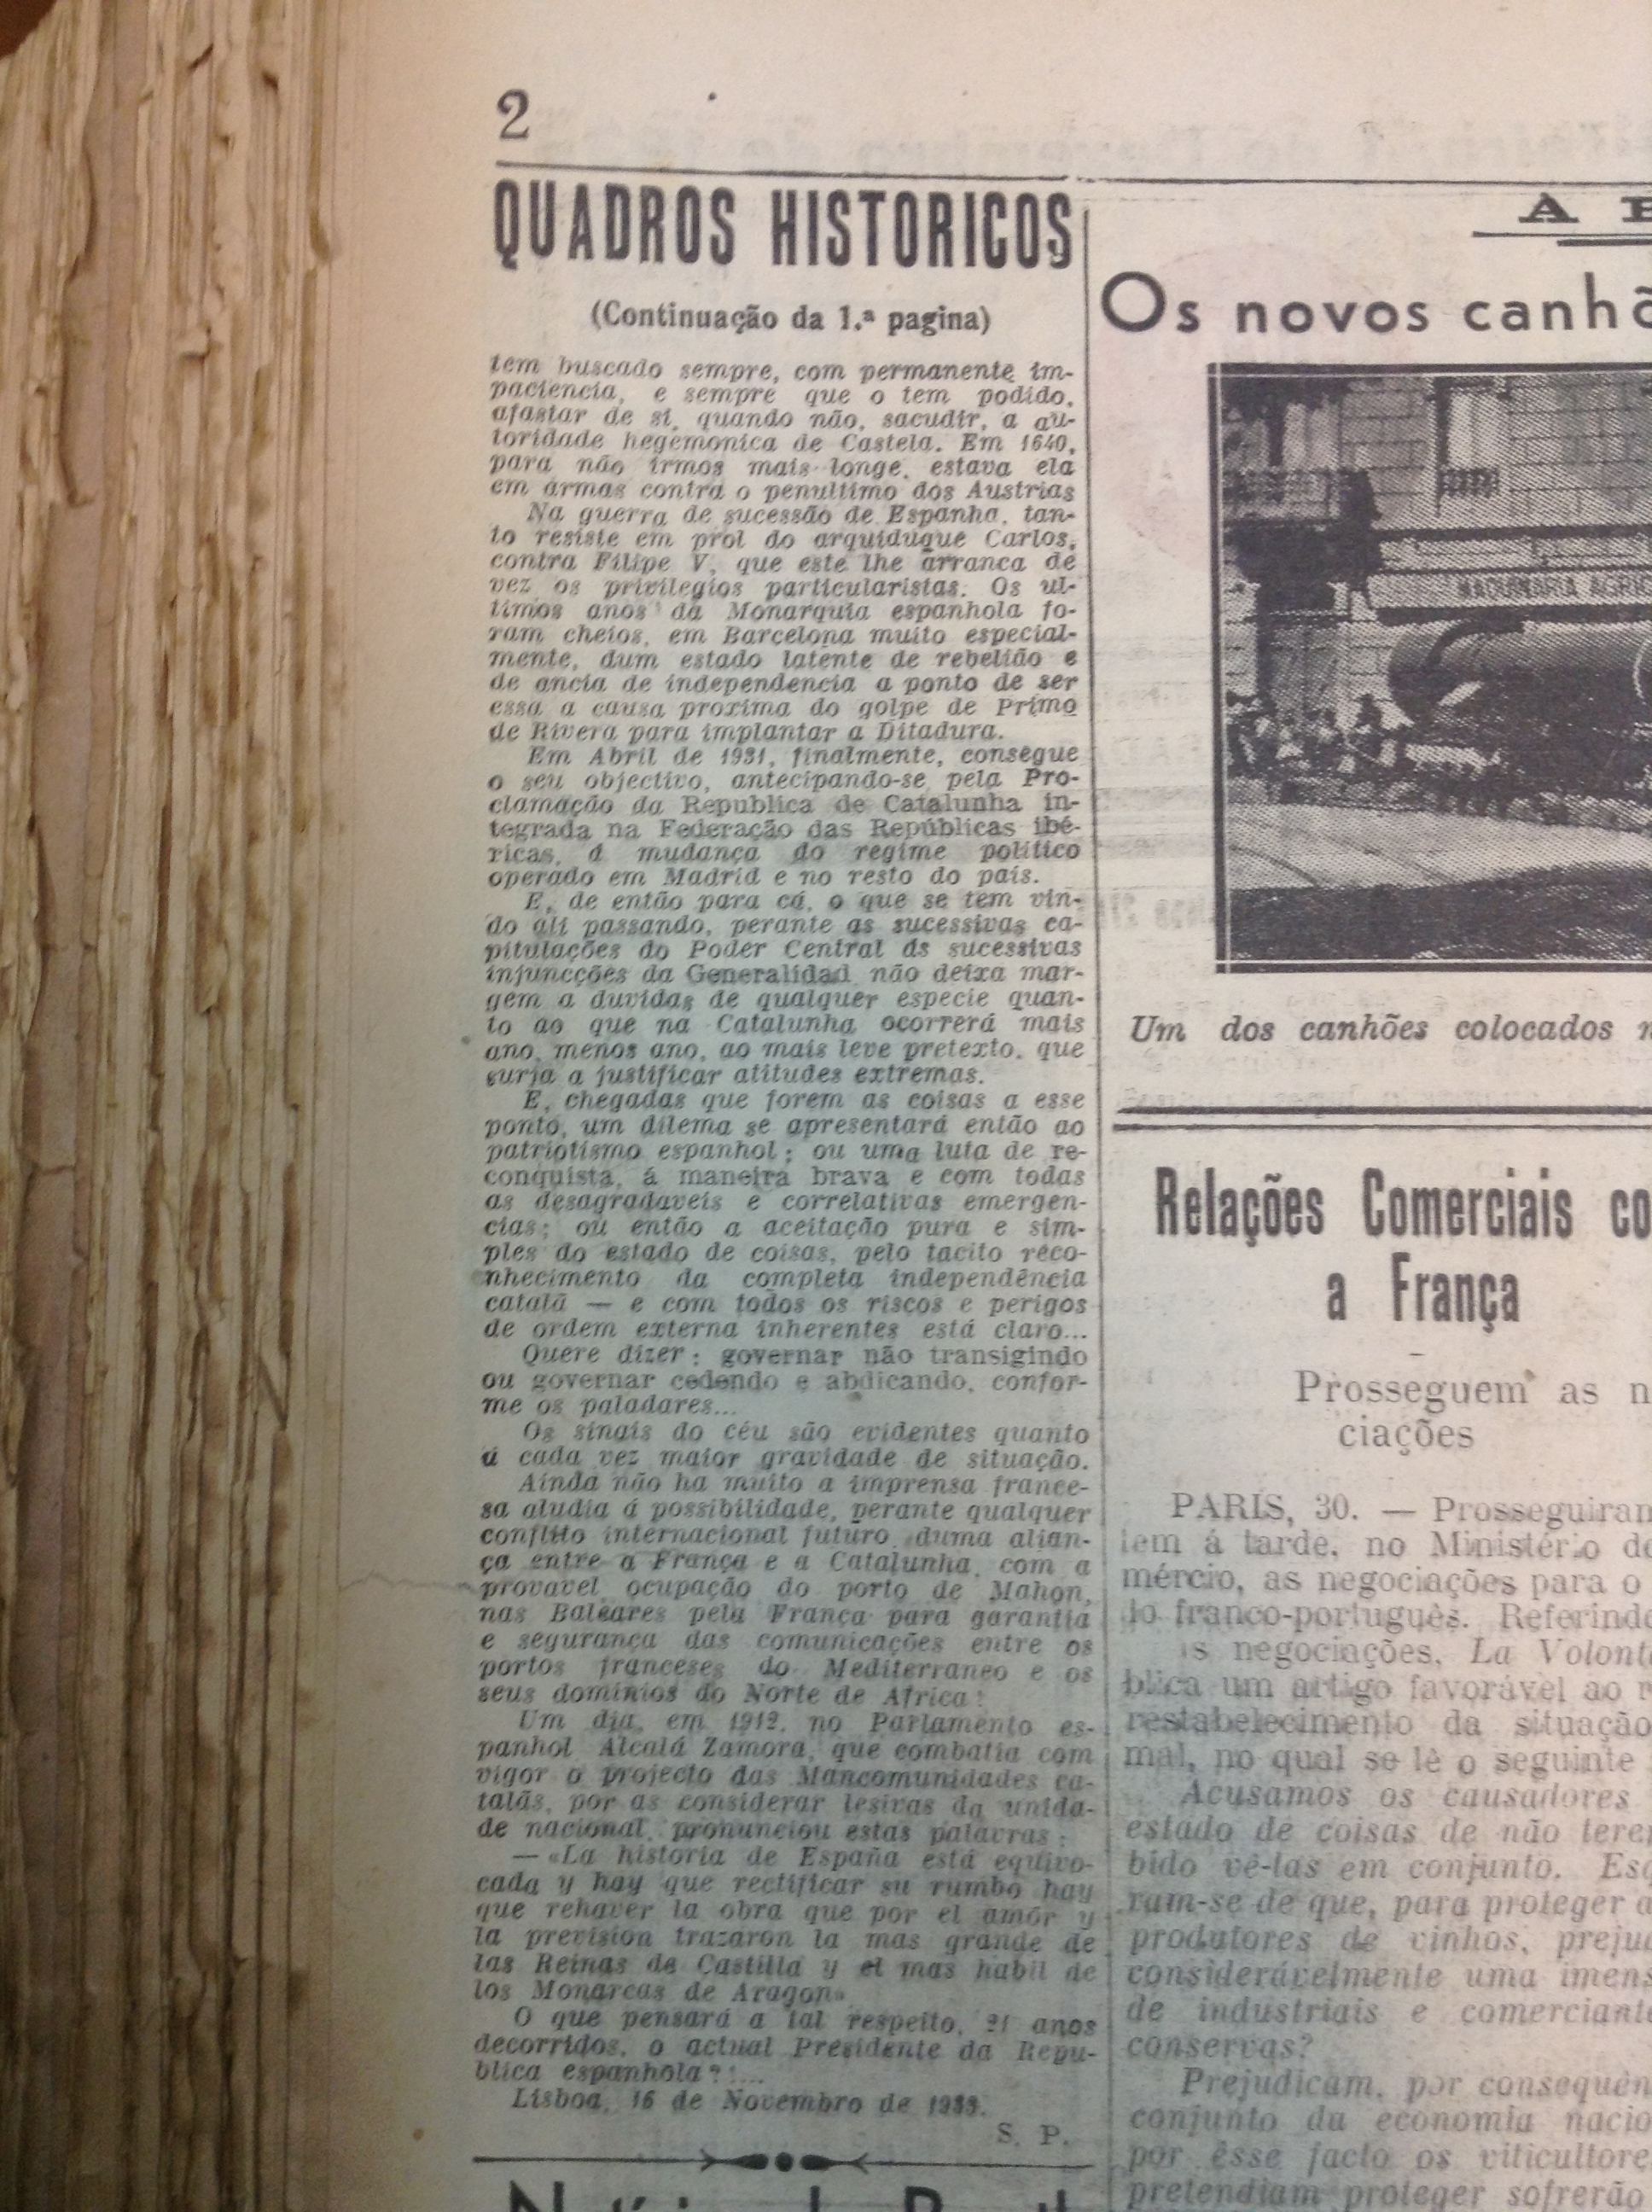 2
QUADROS HISTORICOS
(Continuação da 1.ª pagina)
tem buscado sempre, com permanente im-
paciencia, e sempre que o tem podido,
afastar de si, quando não, sacudir, a au-
toridade hegemonica de Castela. Em 1640,
para não irmos mais longe, estava ela
em armas contra o penultimo dos Austrias
Na guerra de sucessão de Espanha, tan-
to resiste em prol do arquiduque Carlos,
contra Filipe V, que este lhe arranca de
vez os privilegios particularistas. Os ul-
timos anos da Monarquia espanhola fo-
ram cheios, em Barcelona muito especial-
mente, dum estado latente de rebelião e
de ancia de independencia a ponto de ser
essa a causa proxima do golpe de Primo
de Rivera para implantar a Ditadura.
Em Abril de 1931, finalmente, consegue
o seu objectivo, antecipando-se pela Pro-
clamação da Republica de Catalunha in-
tegrada na Federação das Repúblicas ibé-
ricas, á mudança do regime politico
operado em Madrid e no resto do país.
E, de então para cá, o que se tem vin-
do ali passando, perante as sucessivas ca-
pitulações do Poder Central ás sucessivas
injuncções da Generalidad não deixa mar-
gem a duvidas de qualquer especie quan-
to ao que na Catalunha ocorrerá mais
ano, menos ano, ao mais leve pretexto, que
surja a justificar atitudes extremas.
E, chegadas que forem as coisas a esse
ponto, um dilema se apresentará então ao
patriotismo espanhol: ou uma luta de re-
conquista, á maneira brava e com todas
as desagradaveis e correlativas emergen-
cias; ou então a aceitação pura e sim-
ples do estado de coisas, pelo tacito reco-
nhecimento da completa independência
catalã — e com todos os riscos e perigos
de ordem externa inherentes está claro...
Quere dizer: governar não transigindo
ou governar cedendo e abdicando, confor-
me os paladares...
Os sinais do céu são evidentes quanto
á cada vez maior gravidade de situação.
Ainda não ha muito a imprensa france-
sa aludia á possibilidade, perante qualquer
conflito internacional futuro duma alian-
ça entre a França e a Catalunha, com a
provavel ocupação do porto de Mahon,
nas Baleares pela França para garantia
e segurança das comunicações entre os
portos franceses do Mediterraneo e os
seus dominios do Norte de Africa!
Um dia, em 1912, no Parlamento es-
panhol Alcalá Zamora, que combatia com
vigor o projecto das Mancomunidades ca-
talãs, por as considerar lesivas da unida-
de nacional, pronunciou estas palavras:
—«La historia de España está equivo-
cada y hay que rectificar su rumbo hay
que rehaver la obra que por el amôr y
la prevision trazaron la mas grande de
las Reinas de Castilla y el mas habil de
los Monarcas de Aragon»
O que pensará a tal respeito, 21 anos
decorridos, o actual Presidente da Repu-
blica espanhola?!...
Lisboa, 16 de Novembro de 1933.
S. P.
A
Os novos canhõ
MAQUINARIA AGRI
Um dos canhões colocados
Relações Comerciais co
a França
Prosseguem as n
ciações
PARIS, 30. — Prosseguiram
tem á tarde, no Ministério do
mércio, as negociações para o
do franco-português. Referindo
s negociações, La Volont
blica um artigo favorável ao r
restabelecimento da situação
mal, no qual se lê o seguinte
Acusamos os causadores
estado de coisas de não tere
bido vê-las em conjunto. Esq
ram-se de que, para proteger a
produtores de vinhos, preju
consideràvelmente uma imens
de industriais e comerciante
conservas?
Prejudicam, por consequên
conjunto da economia nacio
por êsse facto os viticultore
pretendiam proteger sofrerão